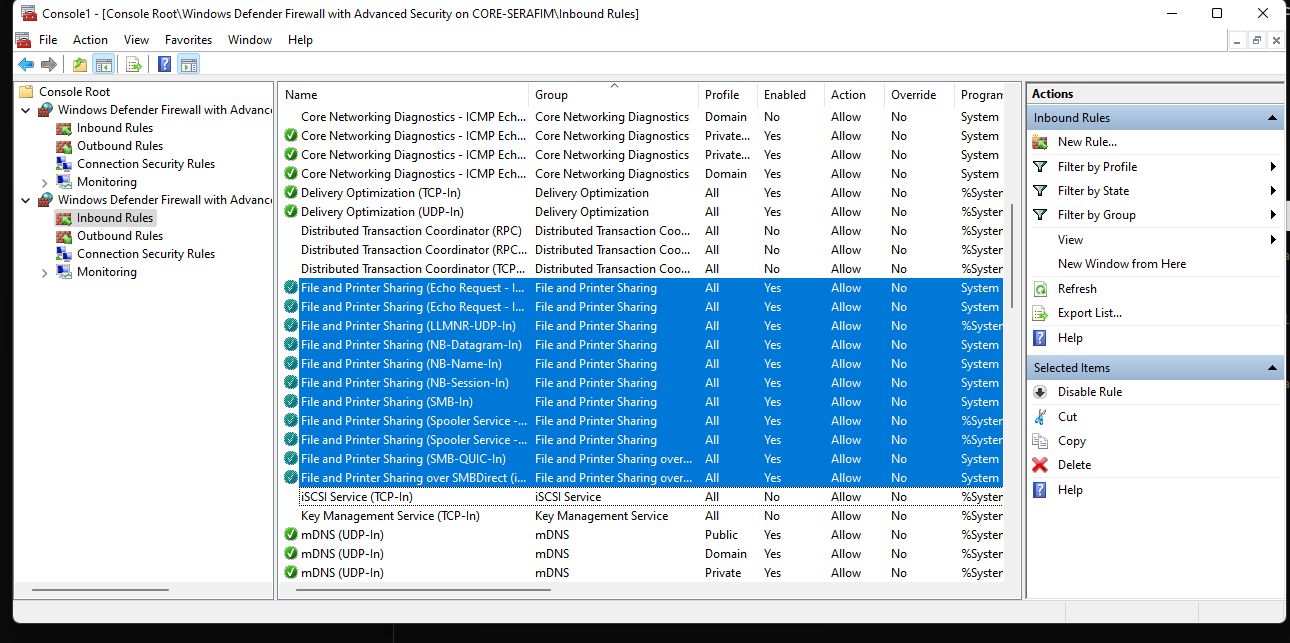 Console1 - [Console Root\Windows Defender Firewall with Advanced Security on CORE-SERAFIM\Inbound Rules]
File Action View Favorites Window Help
Console Root
Windows Defender Firewall with Advanc
Inbound Rules
Outbound Rules
Connection Security Rules
Monitoring
Windows Defender Firewall with Advanc
Inbound Rules
Outbound Rules
Connection Security Rules
Monitoring
Name Group Profile Enabled Action Override Program
Core Networking Diagnostics - ICMP Ech... Core Networking Diagnostics Domain No Allow No System
Core Networking Diagnostics - ICMP Ech... Core Networking Diagnostics Private... Yes Allow No System
Core Networking Diagnostics - ICMP Ech... Core Networking Diagnostics Private... Yes Allow No System
Core Networking Diagnostics - ICMP Ech... Core Networking Diagnostics Domain Yes Allow No System
Delivery Optimization (TCP-In) Delivery Optimization All Yes Allow No %System
Delivery Optimization (UDP-In) Delivery Optimization All Yes Allow No %System
Distributed Transaction Coordinator (RPC) Distributed Transaction Coo... All No Allow No %System
Distributed Transaction Coordinator (RPC... Distributed Transaction Coo... All No Allow No %System
Distributed Transaction Coordinator (TCP... Distributed Transaction Coo... All No Allow No %System
File and Printer Sharing (Echo Request - I... File and Printer Sharing All Yes Allow No System
File and Printer Sharing (Echo Request - I... File and Printer Sharing All Yes Allow No System
File and Printer Sharing (LLMNR-UDP-In) File and Printer Sharing All Yes Allow No %System
File and Printer Sharing (NB-Datagram-In) File and Printer Sharing All Yes Allow No System
File and Printer Sharing (NB-Name-In) File and Printer Sharing All Yes Allow No System
File and Printer Sharing (NB-Session-In) File and Printer Sharing All Yes Allow No System
File and Printer Sharing (SMB-In) File and Printer Sharing All Yes Allow No System
File and Printer Sharing (Spooler Service -... File and Printer Sharing All Yes Allow No %System
File and Printer Sharing (Spooler Service -... File and Printer Sharing All Yes Allow No %System
File and Printer Sharing (SMB-QUIC-In) File and Printer Sharing over... All Yes Allow No System
File and Printer Sharing over SMBDirect (i... File and Printer Sharing over... All Yes Allow No System
iSCSI Service (TCP-In) iSCSI Service All No Allow No %System
Key Management Service (TCP-In) Key Management Service All No Allow No %System
mDNS (UDP-In) mDNS Public Yes Allow No %System
mDNS (UDP-In) mDNS Domain Yes Allow No %System
mDNS (UDP-In) mDNS Private Yes Allow No %System
Actions
Inbound Rules
New Rule...
Filter by Profile
Filter by State
Filter by Group
View
New Window from Here
Refresh
Export List...
Help
Selected Items
Disable Rule
Cut
Copy
Delete
Help